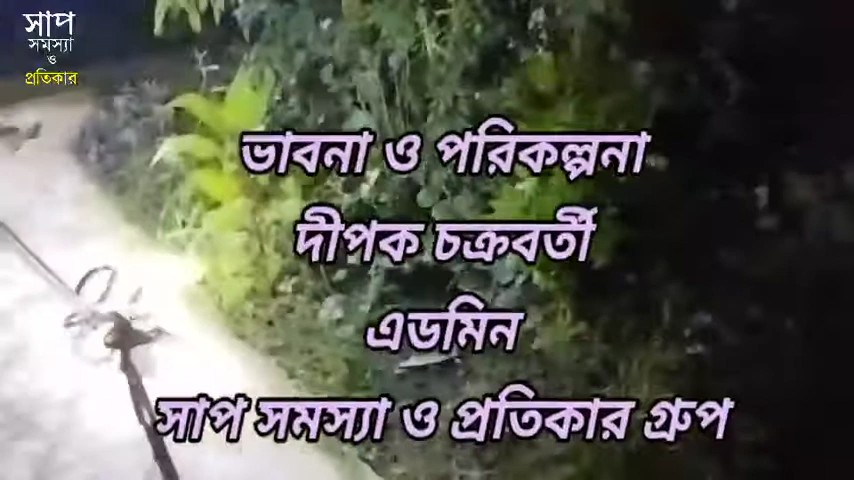 সাপ
সমস্যা
ও
প্রতিকার
ভাবনা ও পরিকল্পনা
দীপক চক্রবর্তী
এডমিন
সাপ সমস্যা ও প্রতিকার গ্রুপ